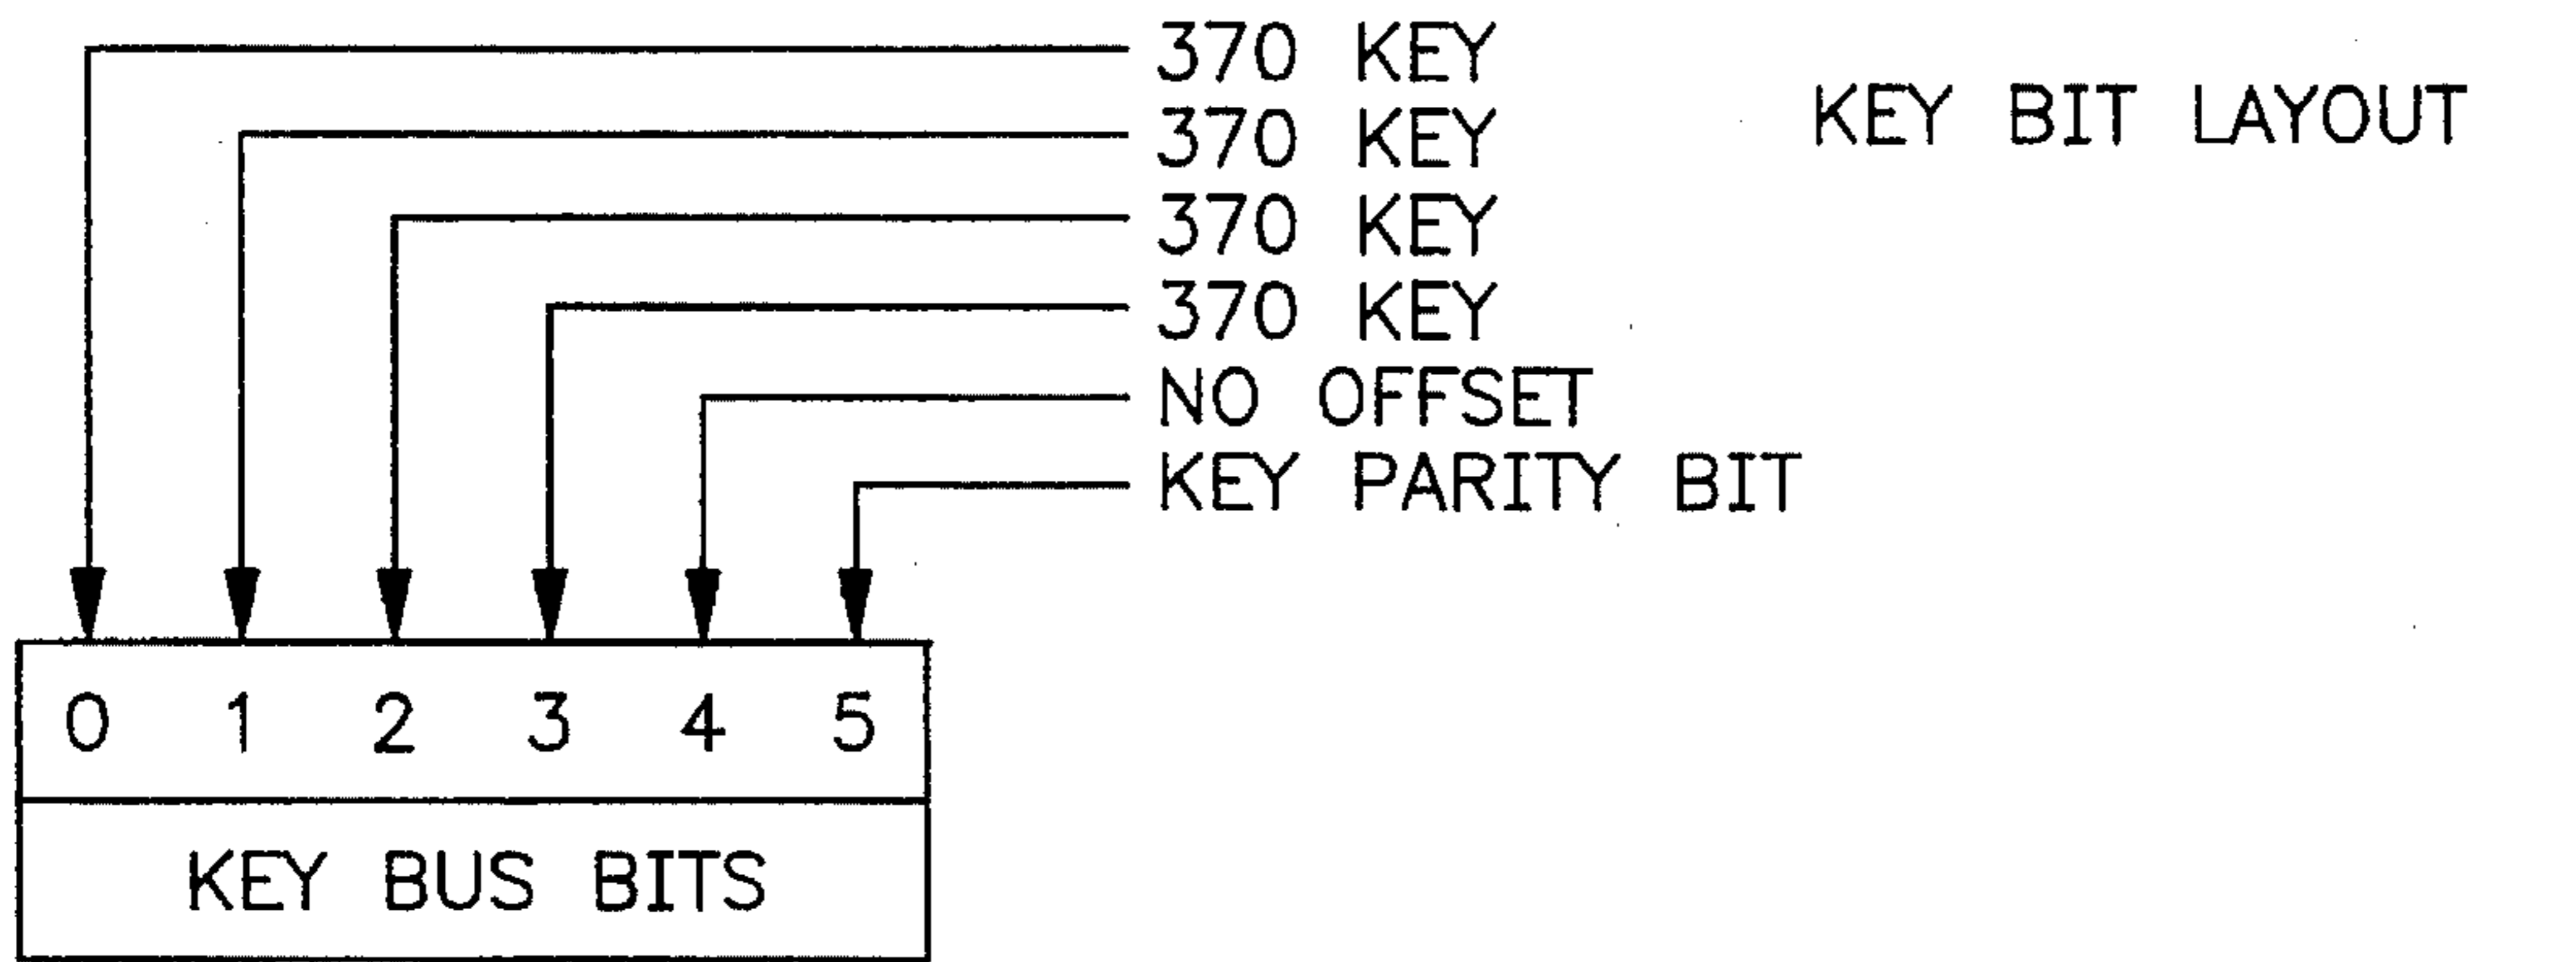 370 KEY
370 KEY
KEY BIT LAYOUT
370 KEY
370 KEY
NO OFFSET
KEY PARITY BIT
0 1 2 3 4 5
KEY BUS BITS